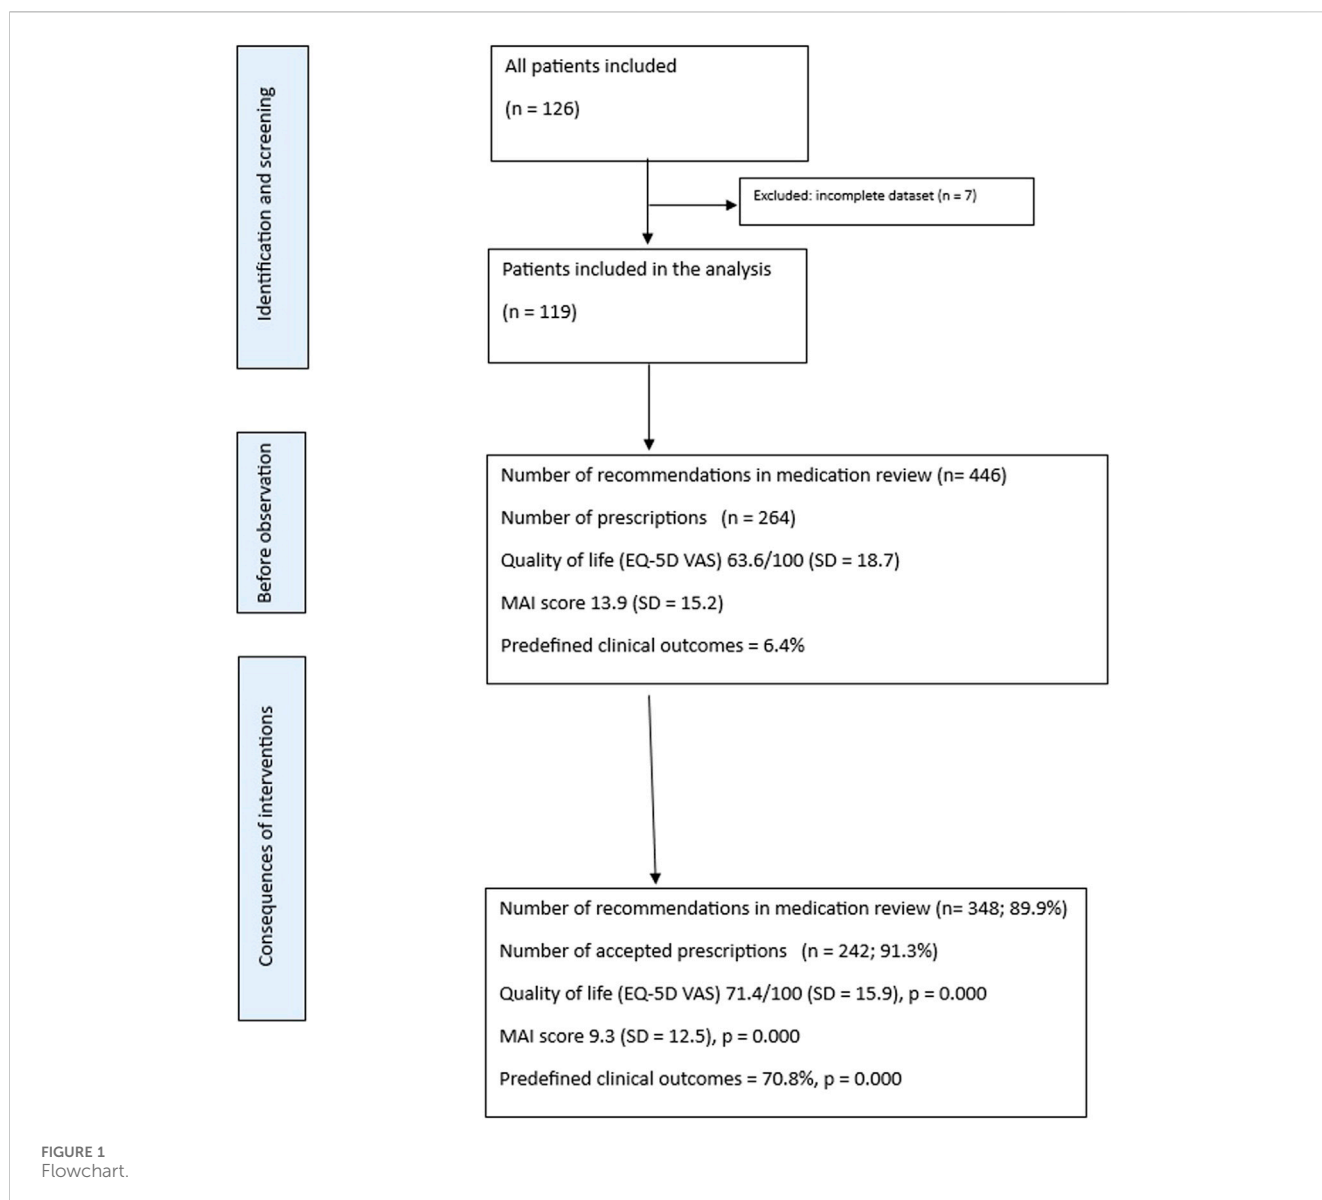 Identification and screening
All patients included
(n = 126)
Excluded: incomplete dataset (n = 7)
Patients included in the analysis
(n = 119)
Before observation
Number of recommendations in medication review (n= 446)
Number of prescriptions (n = 264)
Quality of life (EQ-5D VAS) 63.6/100 (SD = 18.7)
MAI score 13.9 (SD = 15.2)
Predefined clinical outcomes = 6.4%
Consequences of interventions
Number of recommendations in medication review (n= 348; 89.9%)
Number of accepted prescriptions (n = 242; 91.3%)
Quality of life (EQ-5D VAS) 71.4/100 (SD = 15.9), p = 0.000
MAI score 9.3 (SD = 12.5), p = 0.000
Predefined clinical outcomes = 70.8%, p = 0.000
FIGURE 1
Flowchart.